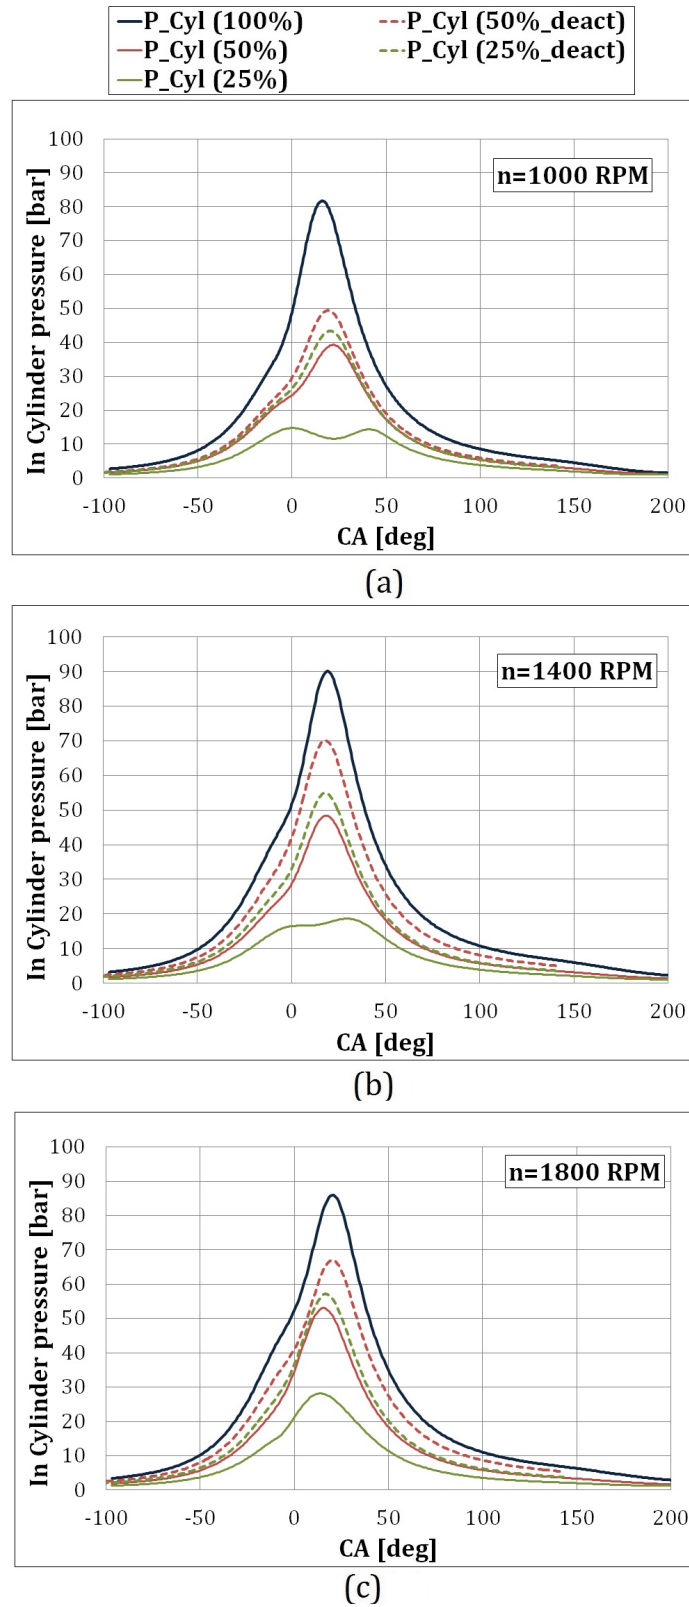 P_Cyl (100%) P_Cyl (50%_deact)
P_Cyl (50%) P_Cyl (25%_deact)
P_Cyl (25%)
In Cylinder pressure [bar]
100
90
80
70
60
50
40
30
20
10
0
n=1000 RPM
-100 -50 0 50 100 150 200
CA [deg]
(a)
In Cylinder pressure [bar]
100
90
80
70
60
50
40
30
20
10
0
n=1400 RPM
-100 -50 0 50 100 150 200
CA [deg]
(b)
In Cylinder pressure [bar]
100
90
80
70
60
50
40
30
20
10
0
n=1800 RPM
-100 -50 0 50 100 150 200
CA [deg]
(c)